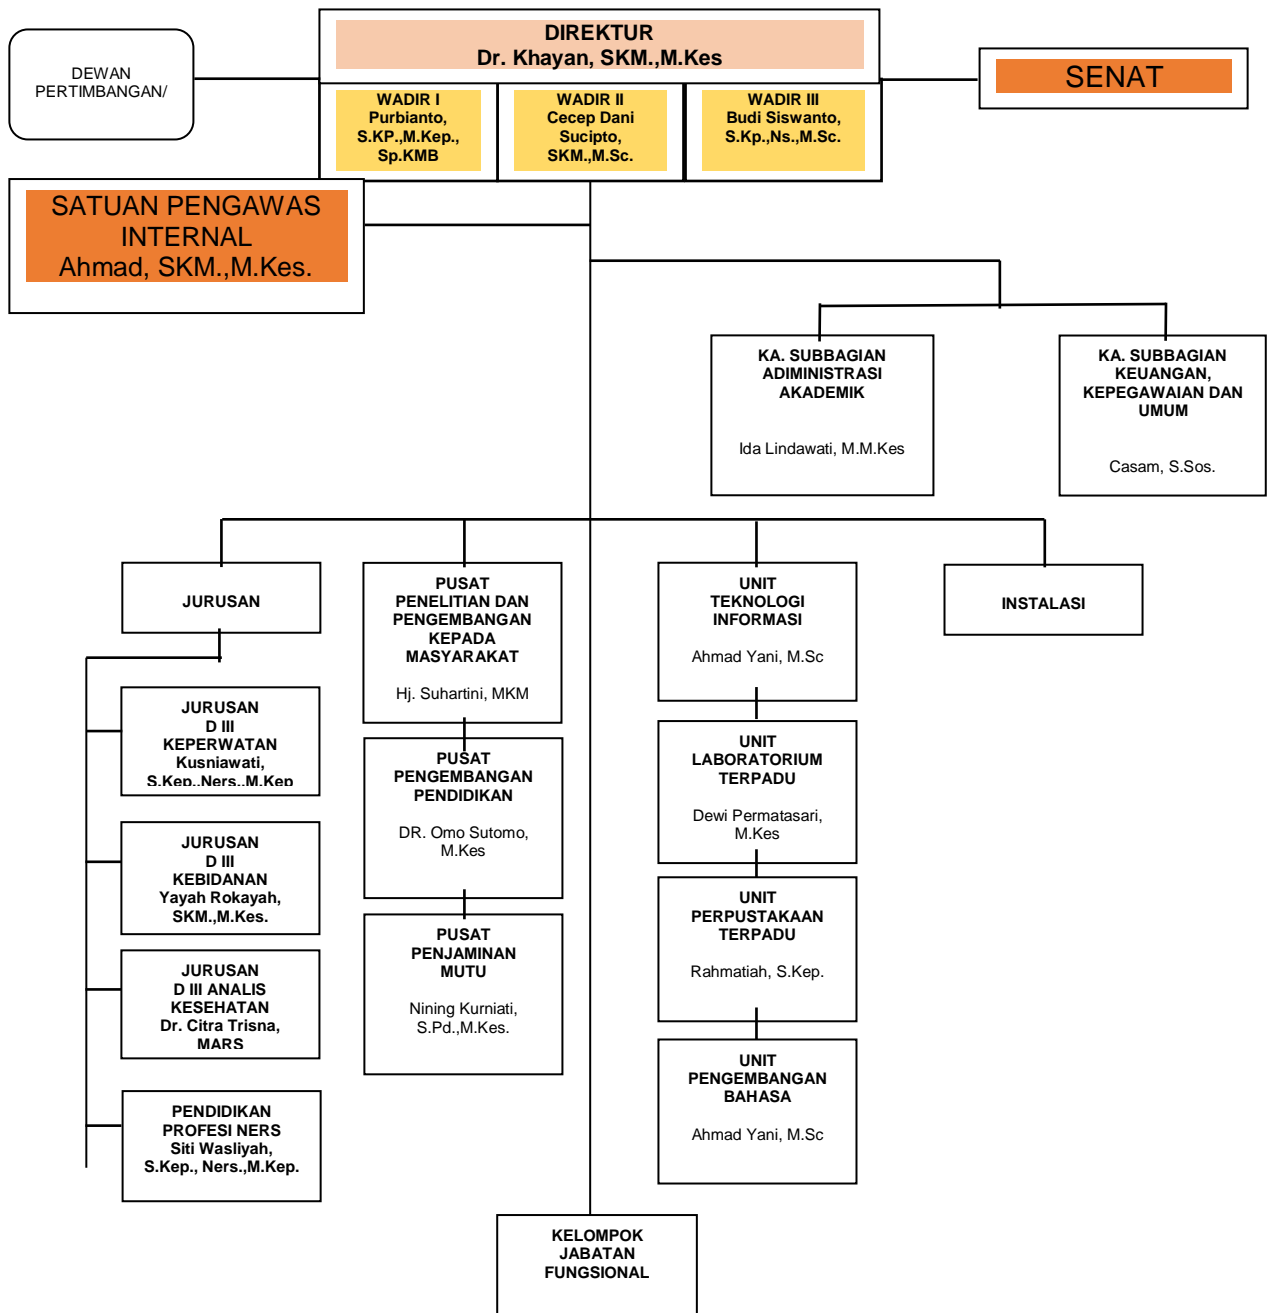 DIREKTUR
Dr. Khayan, SKM.,M.Kes
DEWAN
PERTIMBANGAN/
SENAT
WADIR I
Purbianto,
S.KP.,M.Kep.,
Sp.KMB
WADIR II
Cecep Dani
Sucipto,
SKM.,M.Sc.
WADIR III
Budi Siswanto,
S.Kp.,Ns.,M.Sc.
SATUAN PENGAWAS
INTERNAL
Ahmad, SKM.,M.Kes.
KA. SUBBAGIAN
ADIMINISTRASI
AKADEMIK
Ida Lindawati, M.M.Kes
KA. SUBBAGIAN
KEUANGAN,
KEPEGAWAIAN DAN
UMUM
Casam, S.Sos.
JURUSAN
JURUSAN
D III
KEPERWATAN
Kusniawati,
S.Kep.,Ners.,M.Kep
JURUSAN
D III
KEBIDANAN
Yayah Rokayah,
SKM.,M.Kes.
JURUSAN
D III ANALIS
KESEHATAN
Dr. Citra Trisna,
MARS
PENDIDIKAN
PROFESI NERS
Siti Wasliyah,
S.Kep., Ners.,M.Kep.
PUSAT
PENELITIAN DAN
PENGEMBANGAN
KEPADA
MASYARAKAT
Hj. Suhartini, MKM
PUSAT
PENGEMBANGAN
PENDIDIKAN
DR. Omo Sutomo,
M.Kes
PUSAT
PENJAMINAN
MUTU
Nining Kurniati,
S.Pd.,M.Kes.
UNIT
TEKNOLOGI
INFORMASI
Ahmad Yani, M.Sc
UNIT
LABORATORIUM
TERPADU
Dewi Permatasari,
M.Kes
UNIT
PERPUSTAKAAN
TERPADU
Rahmatiah, S.Kep.
UNIT
PENGEMBANGAN
BAHASA
Ahmad Yani, M.Sc
INSTALASI
KELOMPOK
JABATAN
FUNGSIONAL